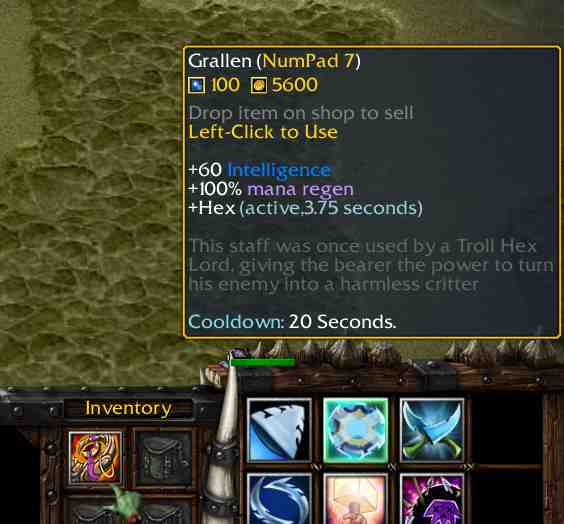 Grallen (NumPad 7)
100 5600
Drop item on shop to sell
Left-Click to Use
+60 Intelligence
+100% mana regen
+Hex (active,3.75 seconds)
This staff was once used by a Troll Hex
Lord, giving the bearer the power to turn
his enemy into a harmless critter
Cooldown: 20 Seconds.
Inventory